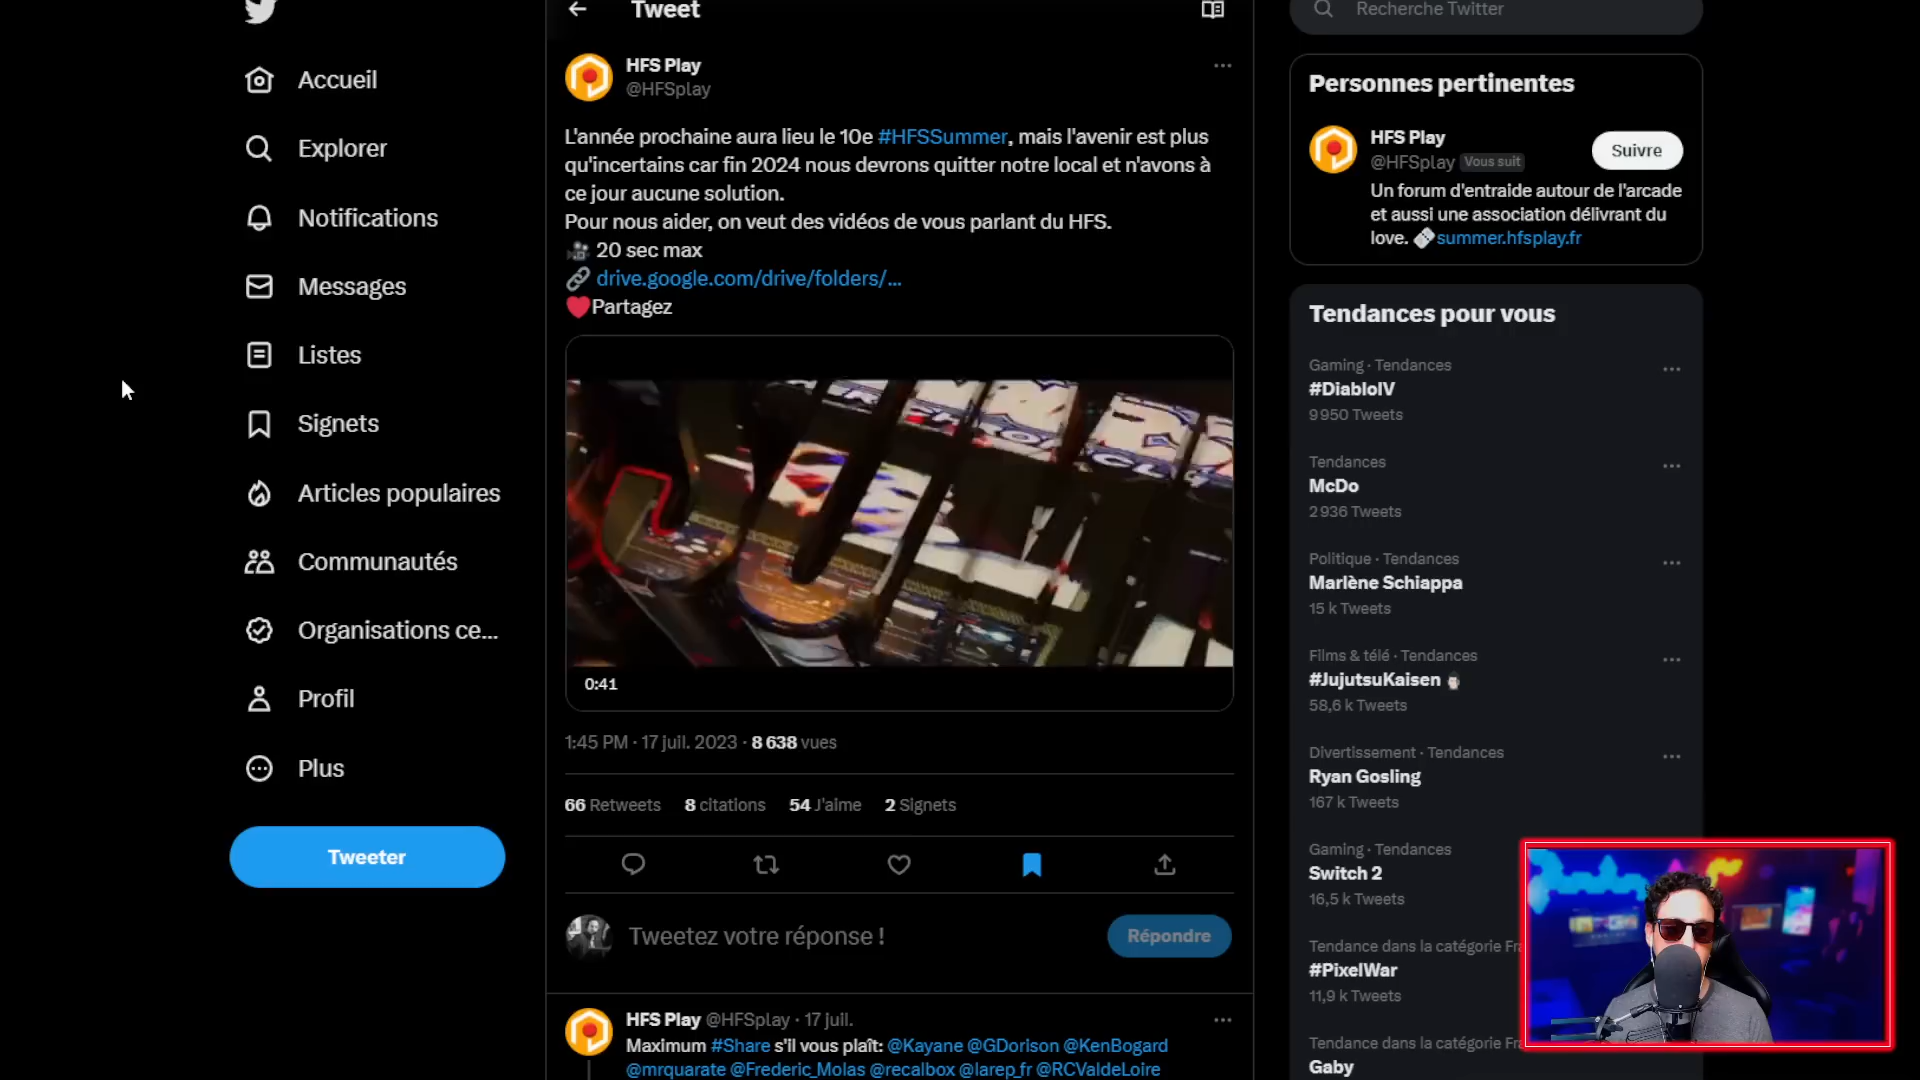 Tweet
Recherche Twitter
Accueil
Explorer
Notifications
Messages
Listes
Signets
Articles populaires
Communautés
Organisations ce...
Profil
Plus
Tweeter
HFS Play
@HFSplay
L'année prochaine aura lieu le 10e #HFSSummer, mais l'avenir est plus
qu'incertains car fin 2024 nous devrons quitter notre local et n'avons à
ce jour aucune solution.
Pour nous aider, on veut des vidéos de vous parlant du HFS.
🎥 20 sec max
🔗 drive.google.com/drive/folders/...
❤️Partagez
0:41
1:45 PM · 17 juil. 2023 · 8 638 vues
66 Retweets 8 citations 54 J'aime 2 Signets
Tweetez votre réponse !
Répondre
HFS Play @HFSplay · 17 juil.
Maximum #Share s'il vous plaît: @Kayane @GDorison @KenBogard
@mrquarate @Frederic_Molas @recalbox @larep_fr @RCValdeLoire
Personnes pertinentes
HFS Play
@HFSplay Vous suit
Suivre
Un forum d'entraide autour de l'arcade
et aussi une association délivrant du
love. summer.hfsplay.fr
Tendances pour vous
Gaming · Tendances
#DiabloIV
9 950 Tweets
Tendances
McDo
2 936 Tweets
Politique · Tendances
Marlène Schiappa
15 k Tweets
Films & télé · Tendances
#JujutsuKaisen
58,6 k Tweets
Divertissement · Tendances
Ryan Gosling
167 k Tweets
Gaming · Tendances
Switch 2
16,5 k Tweets
Tendance dans la catégorie Fra
#PixelWar
11,9 k Tweets
Tendance dans la catégorie Fra
Gaby